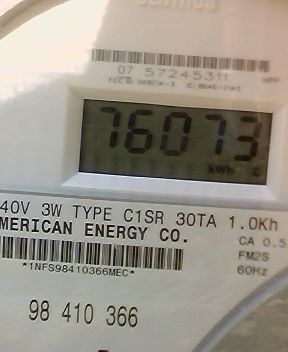 CENTRON
07 57245311
76073
kWh C
40V 3W TYPE C1SR 30TA 1.0Kh
MERICAN ENERGY CO.
CA 0.5
*1NFS98410366MEC*
FM2S
60Hz
98 410 366